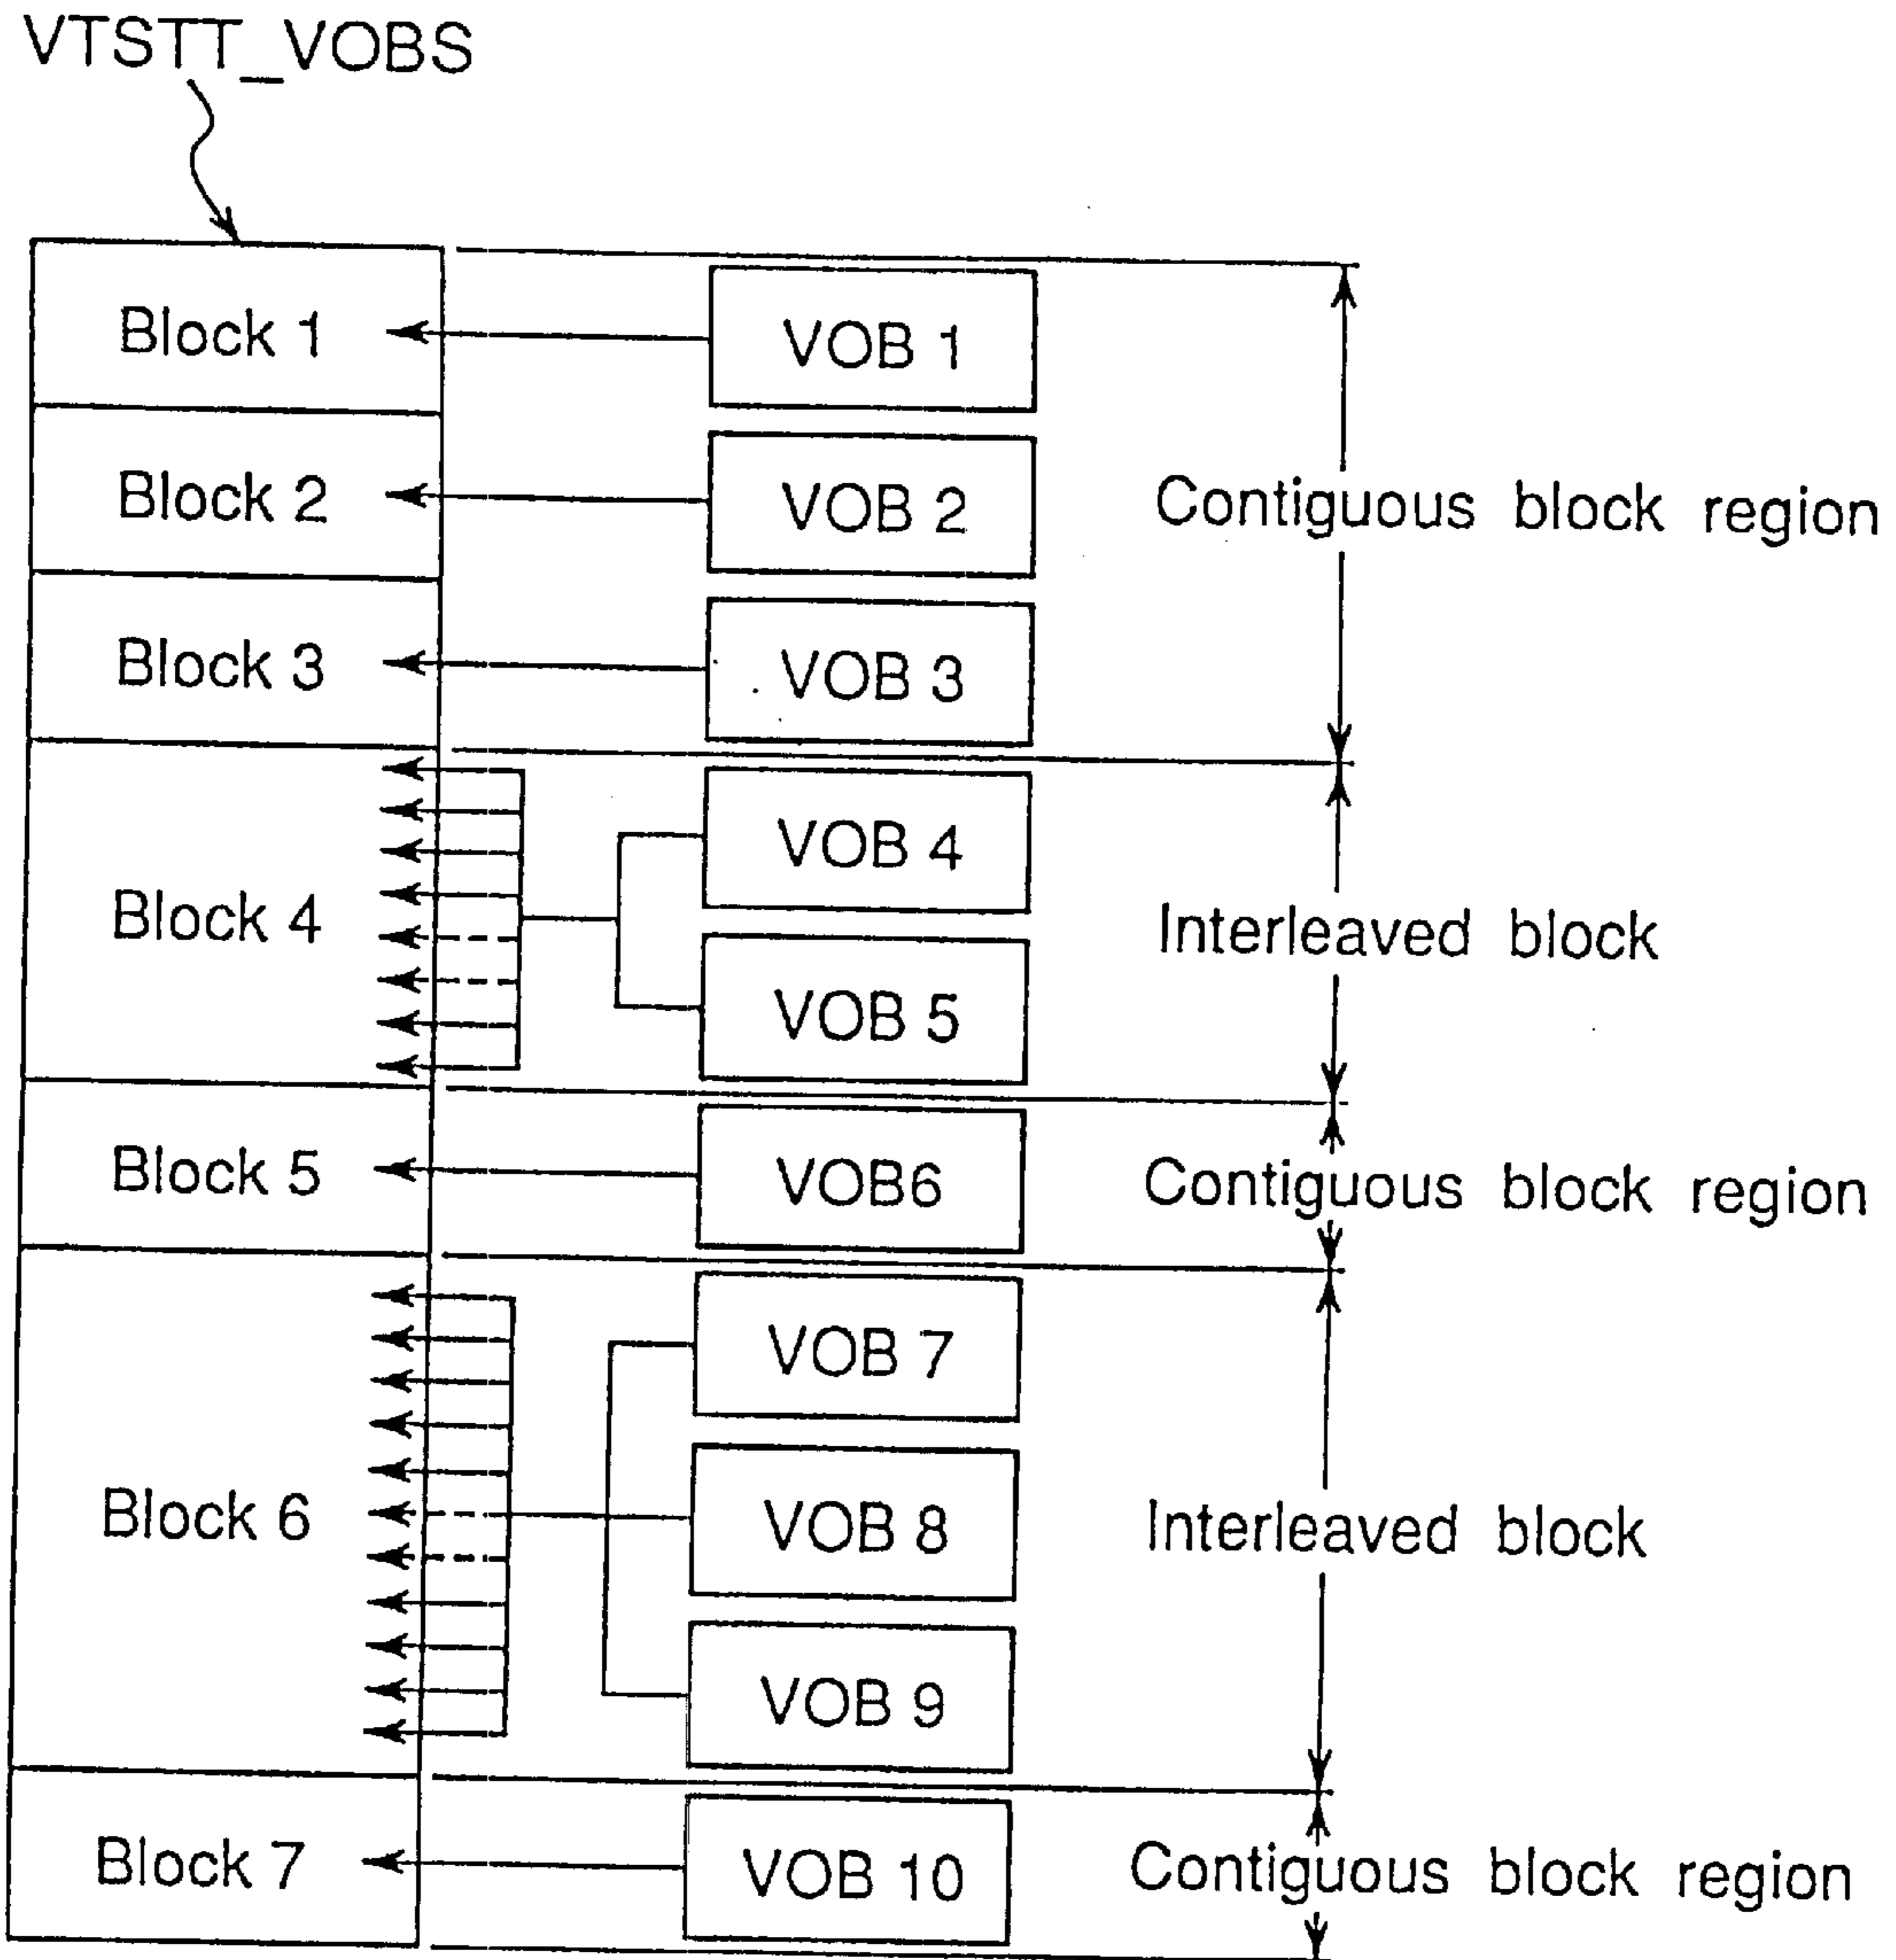 VTSTT_VOBS
Block 1
VOB 1
Block 2
VOB 2
Contiguous block region
Block 3
VOB 3
Block 4
VOB 4
Interleaved block
VOB 5
Block 5
VOB6
Contiguous block region
VOB 7
Block 6
VOB 8
Interleaved block
VOB 9
Block 7
VOB 10
Contiguous block region